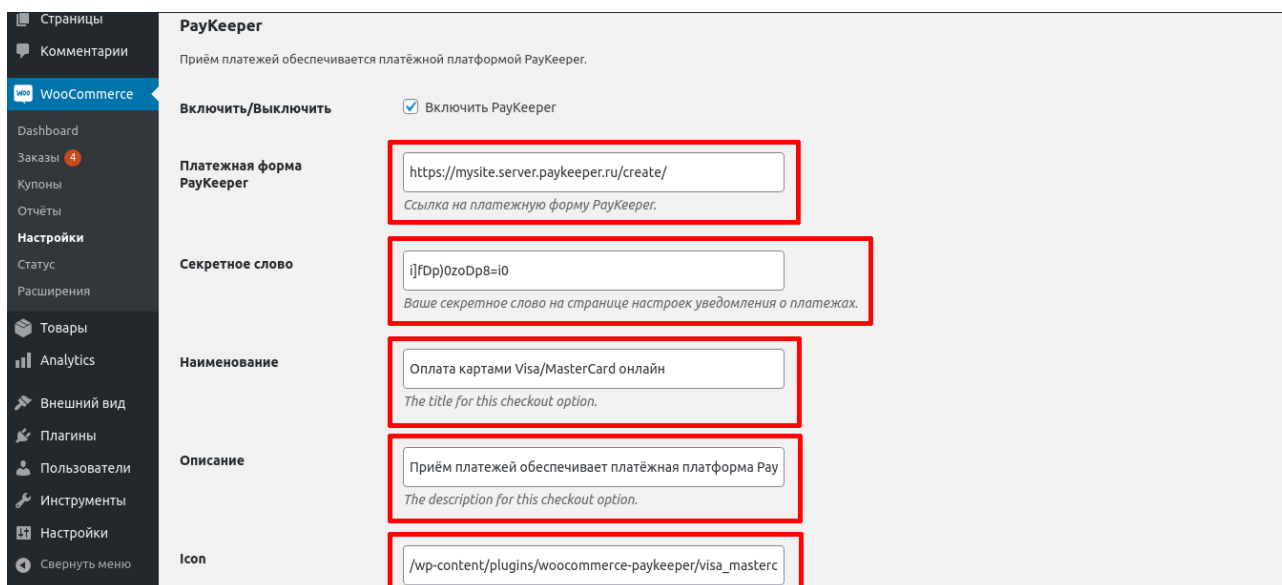 Страницы
Комментарии
WooCommerce
Dashboard
Заказы 4
Купоны
Отчёты
Настройки
Статус
Расширения
Товары
Analytics
Внешний вид
Плагины
Пользователи
Инструменты
Настройки
Свернуть меню
PayKeeper
Приём платежей обеспечивается платёжной платформой PayKeeper.
Включить/Выключить
Включить PayKeeper
Платежная форма
PayKeeper
https://mysite.server.paykeeper.ru/create/
Ссылка на платежную форму PayKeeper.
Секретное слово
i]fDp)0zoDp8=i0
Ваше секретное слово на странице настроек уведомления о платежах.
Наименование
Оплата картами Visa/MasterCard онлайн
The title for this checkout option.
Описание
Приём платежей обеспечивает платёжная платформа Pay
The description for this checkout option.
Icon
/wp-content/plugins/woocommerce-paykeeper/visa_masterc